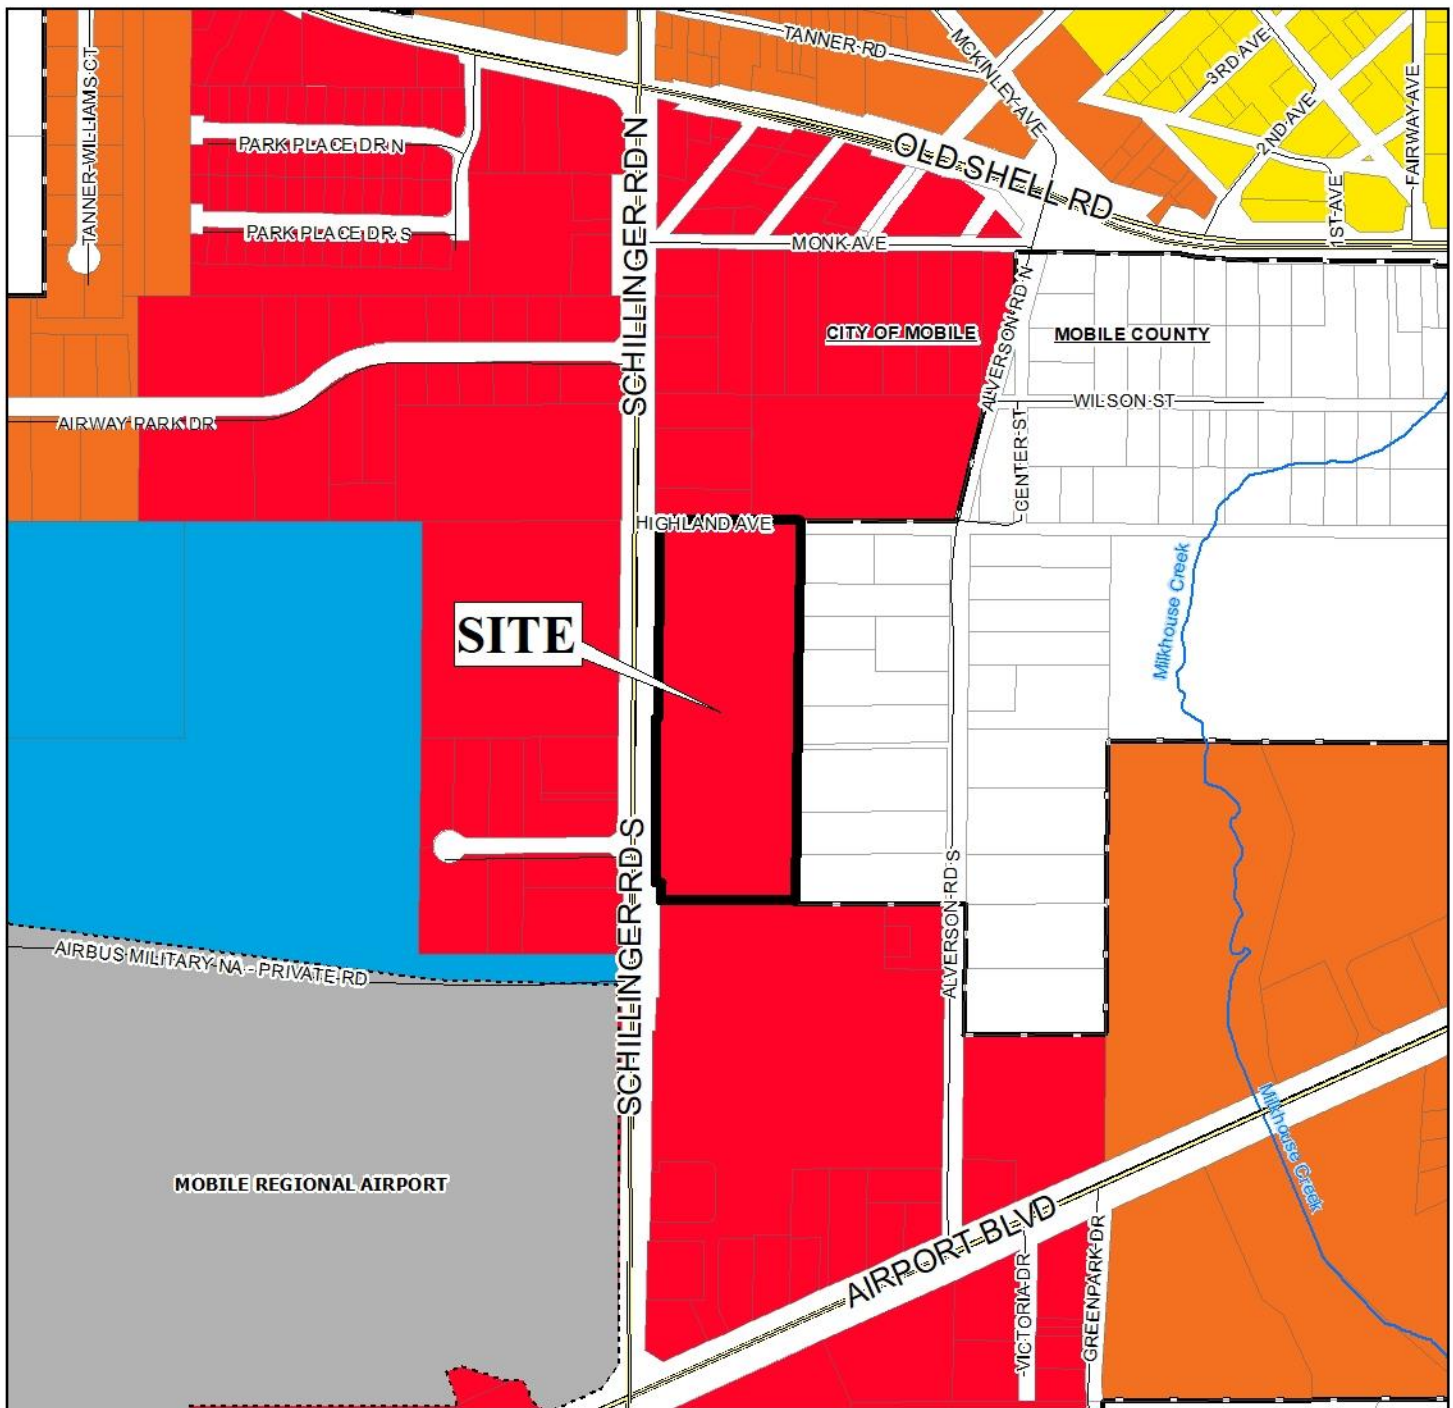 TANNER RD
MCKINLEY AVE
3RD AVE
2ND AVE
FAIRWAY AVE
1ST AVE
TANNER-WILLIAMS CT
PARK PLACE DR N
PARK PLACE DR S
SCHILLINGER RD N
OLD SHELL RD
MONK AVE
CITY OF MOBILE
MOBILE COUNTY
ALVERSON RD N
WILSON ST
CENTER ST
AIRWAY PARK DR
HIGHLAND AVE
Milkhouse Creek
SITE
SCHILLINGER RD S
ALVERSON RD S
AIRBUS MILITARY NA - PRIVATE RD
MOBILE REGIONAL AIRPORT
Milkhouse Creek
AIRPORT BLVD
VICTORIA DR
GREENPARK DR